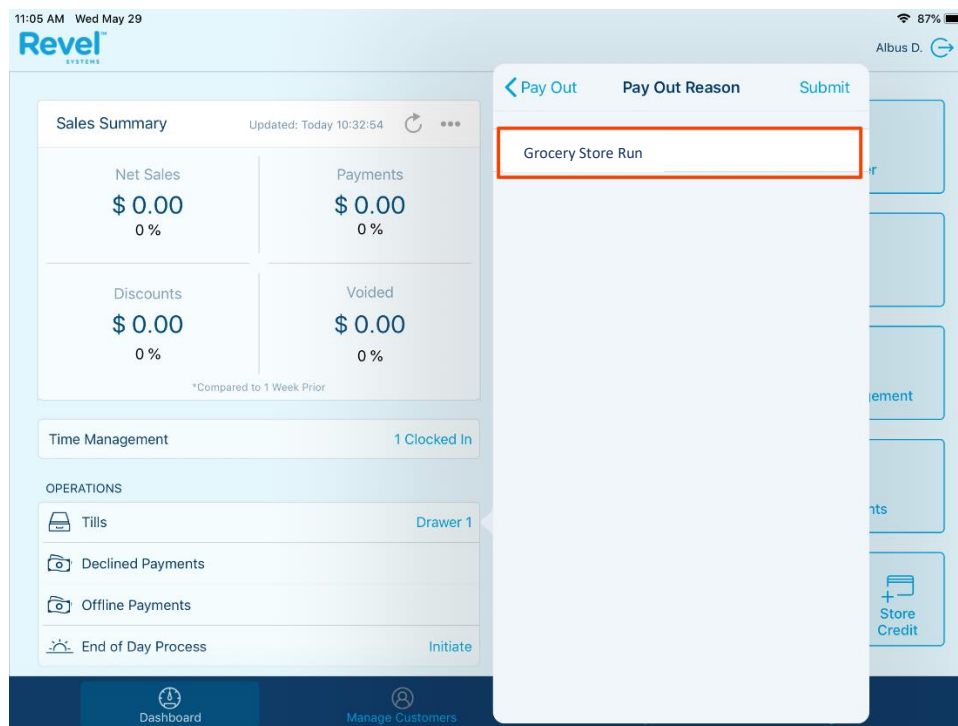 11:05 AM Wed May 29
87%
Revel™
SYSTEMS
Albus D.
Pay Out
Pay Out Reason
Submit
Grocery Store Run
Sales Summary
Updated: Today 10:32:54
Net Sales
Payments
$ 0.00
$ 0.00
0 %
0 %
Discounts
Voided
$ 0.00
$ 0.00
0 %
0 %
*Compared to 1 Week Prior
Time Management
1 Clocked In
OPERATIONS
Tills
Drawer 1
Declined Payments
Offline Payments
End of Day Process
Initiate
Store
Credit
Dashboard
Manage Customers